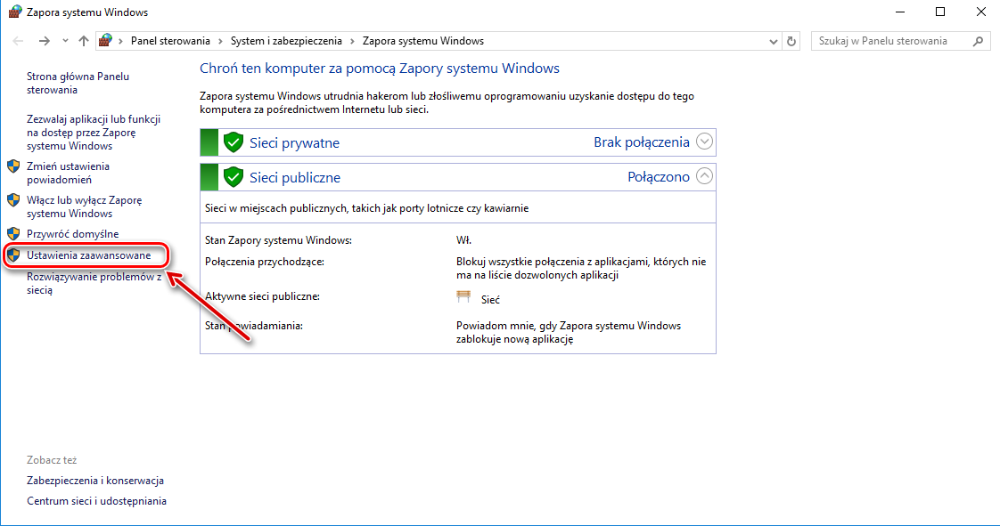 Zapora systemu Windows
Panel sterowania
System i zabezpieczenia
Zapora systemu Windows
Szukaj w Panelu sterowania
Strona główna Panelu
sterowania
Zezwalaj aplikacji lub funkcji
na dostęp przez Zaporę
systemu Windows
Zmień ustawienia
powiadomień
Włącz lub wyłącz Zaporę
systemu Windows
Przywróć domyślne
Ustawienia zaawansowane
Rozwiązywanie problemów z
siecią
Chroń ten komputer za pomocą Zapory systemu Windows
Zapora systemu Windows utrudnia hakerom lub złośliwemu oprogramowaniu uzyskanie dostępu do tego
komputera za pośrednictwem Internetu lub sieci.
Sieci prywatne
Brak połączenia
Sieci publiczne
Połączono
Sieci w miejscach publicznych, takich jak porty lotnicze czy kawiarnie
Stan Zapory systemu Windows:
Wł.
Połączenia przychodzące:
Blokuj wszystkie połączenia z aplikacjami, których nie
ma na liście dozwolonych aplikacji
Aktywne sieci publiczne:
Sieć
Stan powiadamiania:
Powiadom mnie, gdy Zapora systemu Windows
zablokuje nową aplikację
Zobacz też
Zabezpieczenia i konserwacja
Centrum sieci i udostępniania